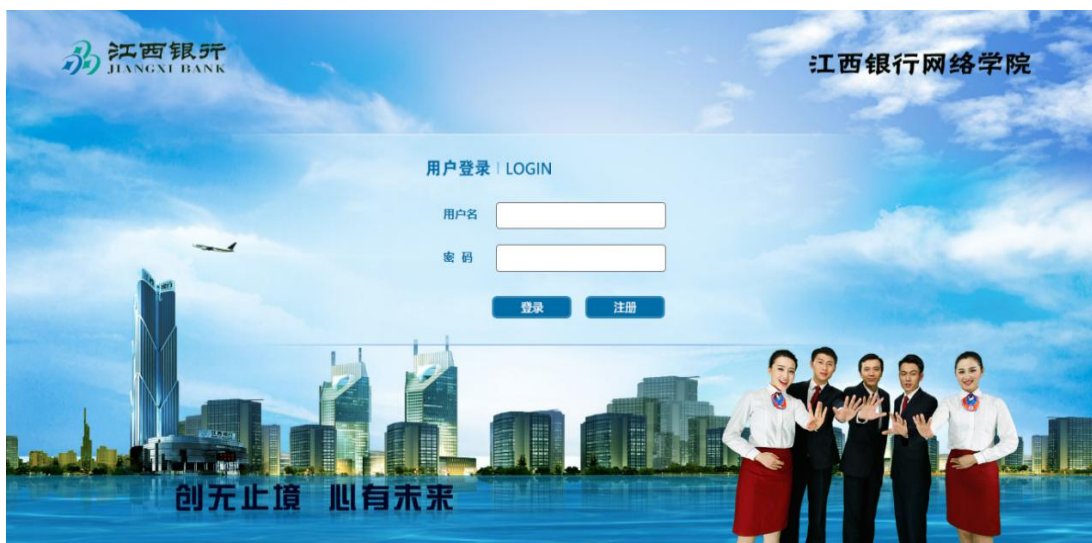 江西银行
JIANGXI BANK
江西银行网络学院
用户登录 | LOGIN
用户名
密 码
登录
注册
创无止境 心有未来